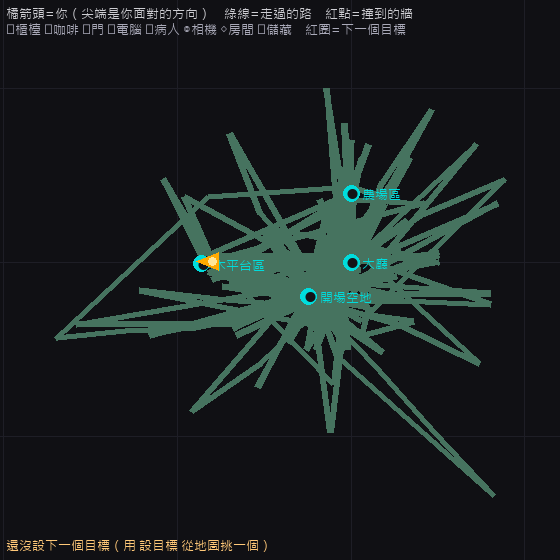 橘箭頭=你（尖端是你面對的方向） 綠線=走過的路 紅點=撞到的牆
櫃檯 咖啡 門 電腦 病人 相機 ◇房間 儲藏 紅圈=下一個目標
農場區
大廳
平台區
開場空地
還沒設下一個目標（用 設目標 從地圖挑一個）